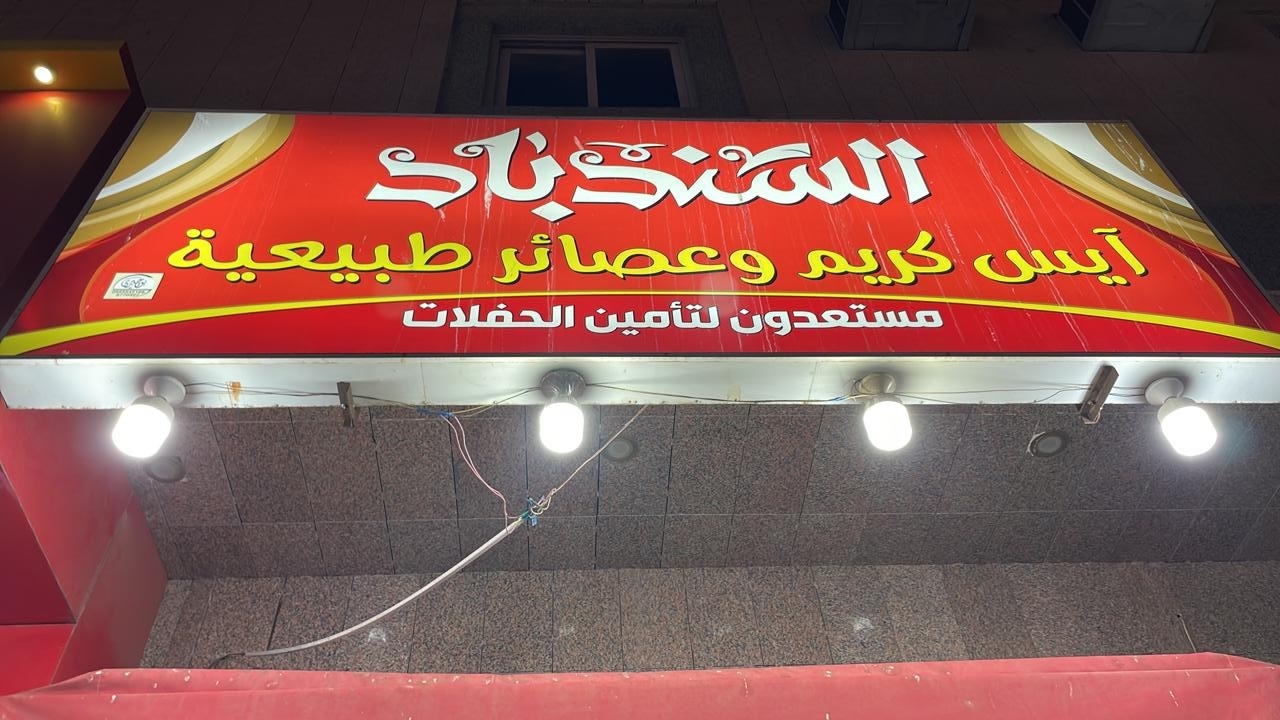 السندباد
آيس كريم وعصائر طبيعية
مستعدون لتأمين الحفلات